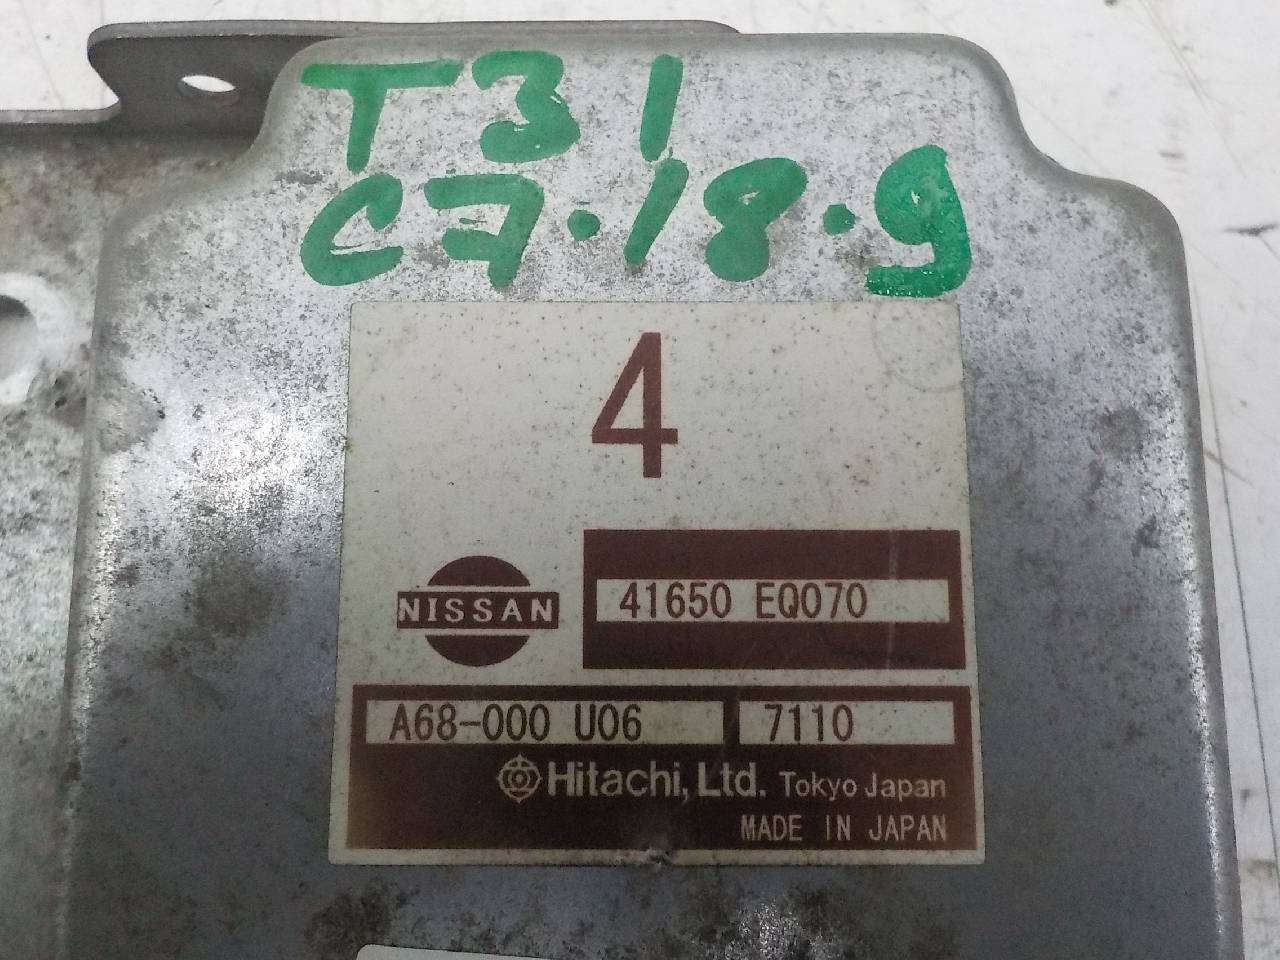 T31
C7.18.9
4
NISSAN
41650 EQ070
A68-000 U06
7110
Hitachi, Ltd. Tokyo Japan
MADE IN JAPAN